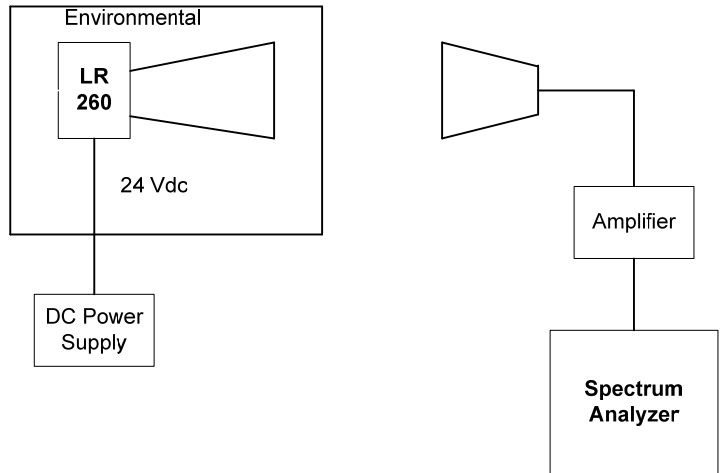 Environmental
LR
260
24 Vdc
Amplifier
DC Power
Supply
Spectrum
Analyzer